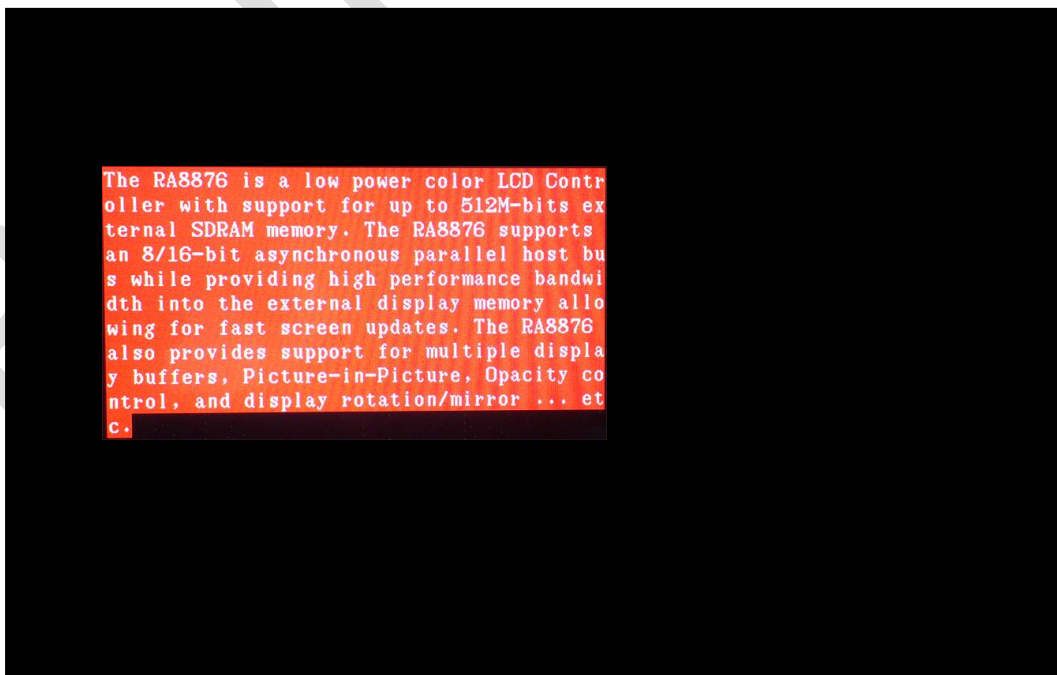 The RA8876 is a low power color LCD Contr
oller with support for up to 512M-bits ex
ternal SDRAM memory. The RA8876 supports
an 8/16-bit asynchronous parallel host bu
s while providing high performance bandwi
dth into the external display memory allo
wing for fast screen updates. The RA8876
also provides support for multiple displa
y buffers, Picture-in-Picture, Opacity co
ntrol, and display rotation/mirror ... et
c.